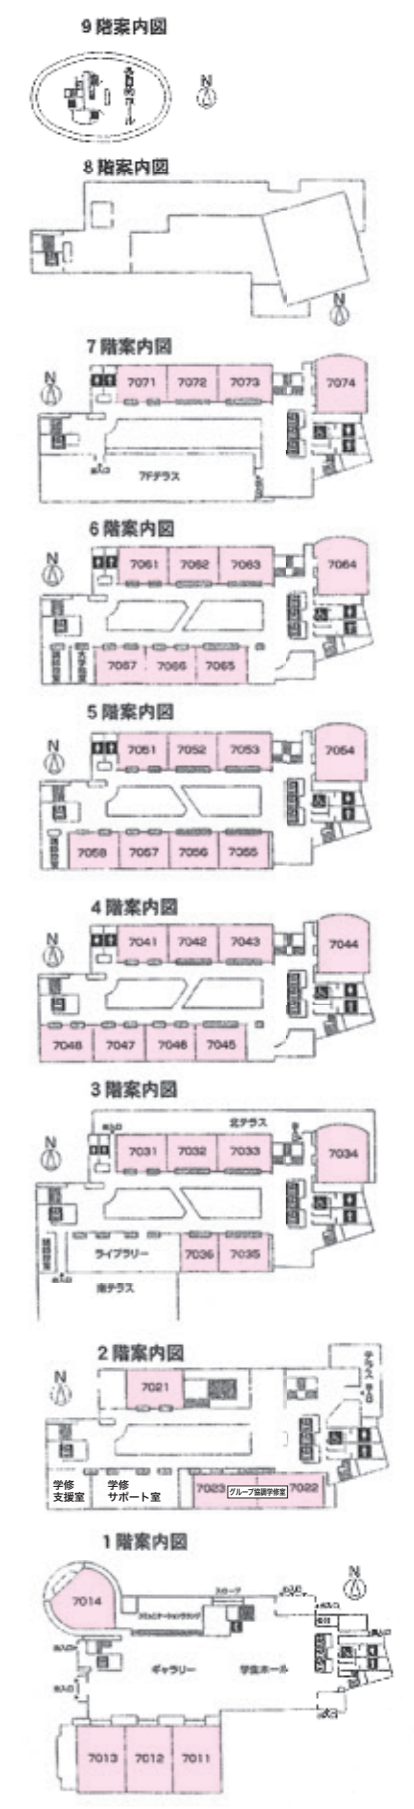 9階案内図
多目的ホール
N
8階案内図
N
7階案内図
N
7071 7072 7073 7074
7Fテラス
6階案内図
N
7061 7062 7063 7064
7067 7066 7065
5階案内図
N
7051 7052 7053 7054
7058 7057 7056 7055
4階案内図
N
7041 7042 7043 7044
7048 7047 7046 7045
3階案内図
北テラス
N
7031 7032 7033 7034
ライブラリー 7036 7035
南テラス
2階案内図
N
7021
学修
支援室
学修
サポート室
7023 グループ協調学修室 7022
1階案内図
N
7014
スロープ
コミュニケーションラウンジ
出入口
ギャラリー 学生ホール
出入口
7013 7012 7011